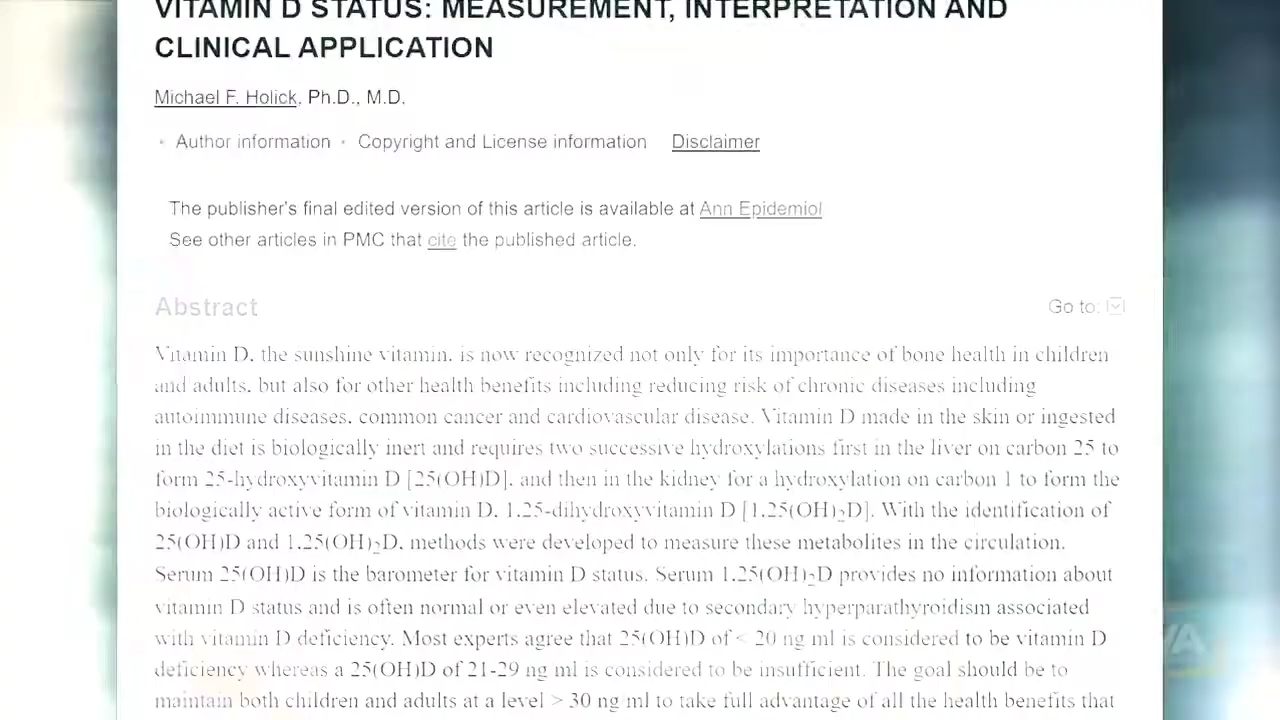 VITAMIN D STATUS: MEASUREMENT, INTERPRETATION AND
CLINICAL APPLICATION
Michael F. Holick, Ph.D., M.D.
• Author information • Copyright and License information Disclaimer
The publisher's final edited version of this article is available at Ann Epidemiol
See other articles in PMC that cite the published article.
Abstract
Go to:
Vitamin D, the sunshine vitamin, is now recognized not only for its importance of bone health in children
and adults, but also for other health benefits including reducing risk of chronic diseases including
autoimmune diseases, common cancer and cardiovascular disease. Vitamin D made in the skin or ingested
in the diet is biologically inert and requires two successive hydroxylations first in the liver on carbon 25 to
form 25-hydroxyvitamin D [25(OH)D], and then in the kidney for a hydroxylation on carbon 1 to form the
biologically active form of vitamin D, 1,25-dihydroxyvitamin D [1,25(OH)₂D]. With the identification of
25(OH)D and 1,25(OH)₂D, methods were developed to measure these metabolites in the circulation.
Serum 25(OH)D is the barometer for vitamin D status. Serum 1,25(OH)₂D provides no information about
vitamin D status and is often normal or even elevated due to secondary hyperparathyroidism associated
with vitamin D deficiency. Most experts agree that 25(OH)D of < 20 ng/ml is considered to be vitamin D
deficiency whereas a 25(OH)D of 21-29 ng/ml is considered to be insufficient. The goal should be to
maintain both children and adults at a level > 30 ng/ml to take full advantage of all the health benefits that